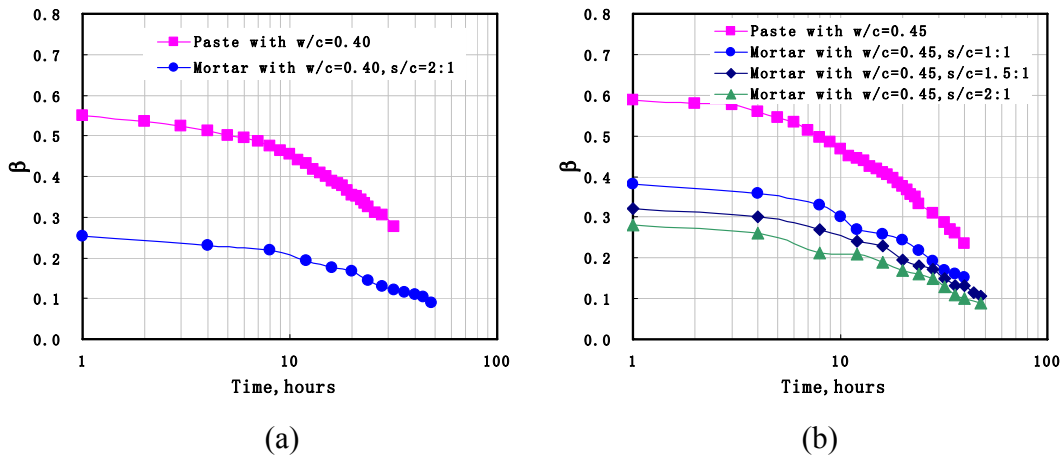 0.8
0.7
0.6
0.5
0.4
0.3
0.2
0.1
0.0
β
Paste with w/c=0.40
Mortar with w/c=0.40,s/c=2:1
1
10
100
Time,hours
(a)
0.8
0.7
0.6
0.5
0.4
0.3
0.2
0.1
0.0
β
Paste with w/c=0.45
Mortar with w/c=0.45,s/c=1:1
Mortar with w/c=0.45,s/c=1.5:1
Mortar with w/c=0.45,s/c=2:1
1
10
100
Time,hours
(b)